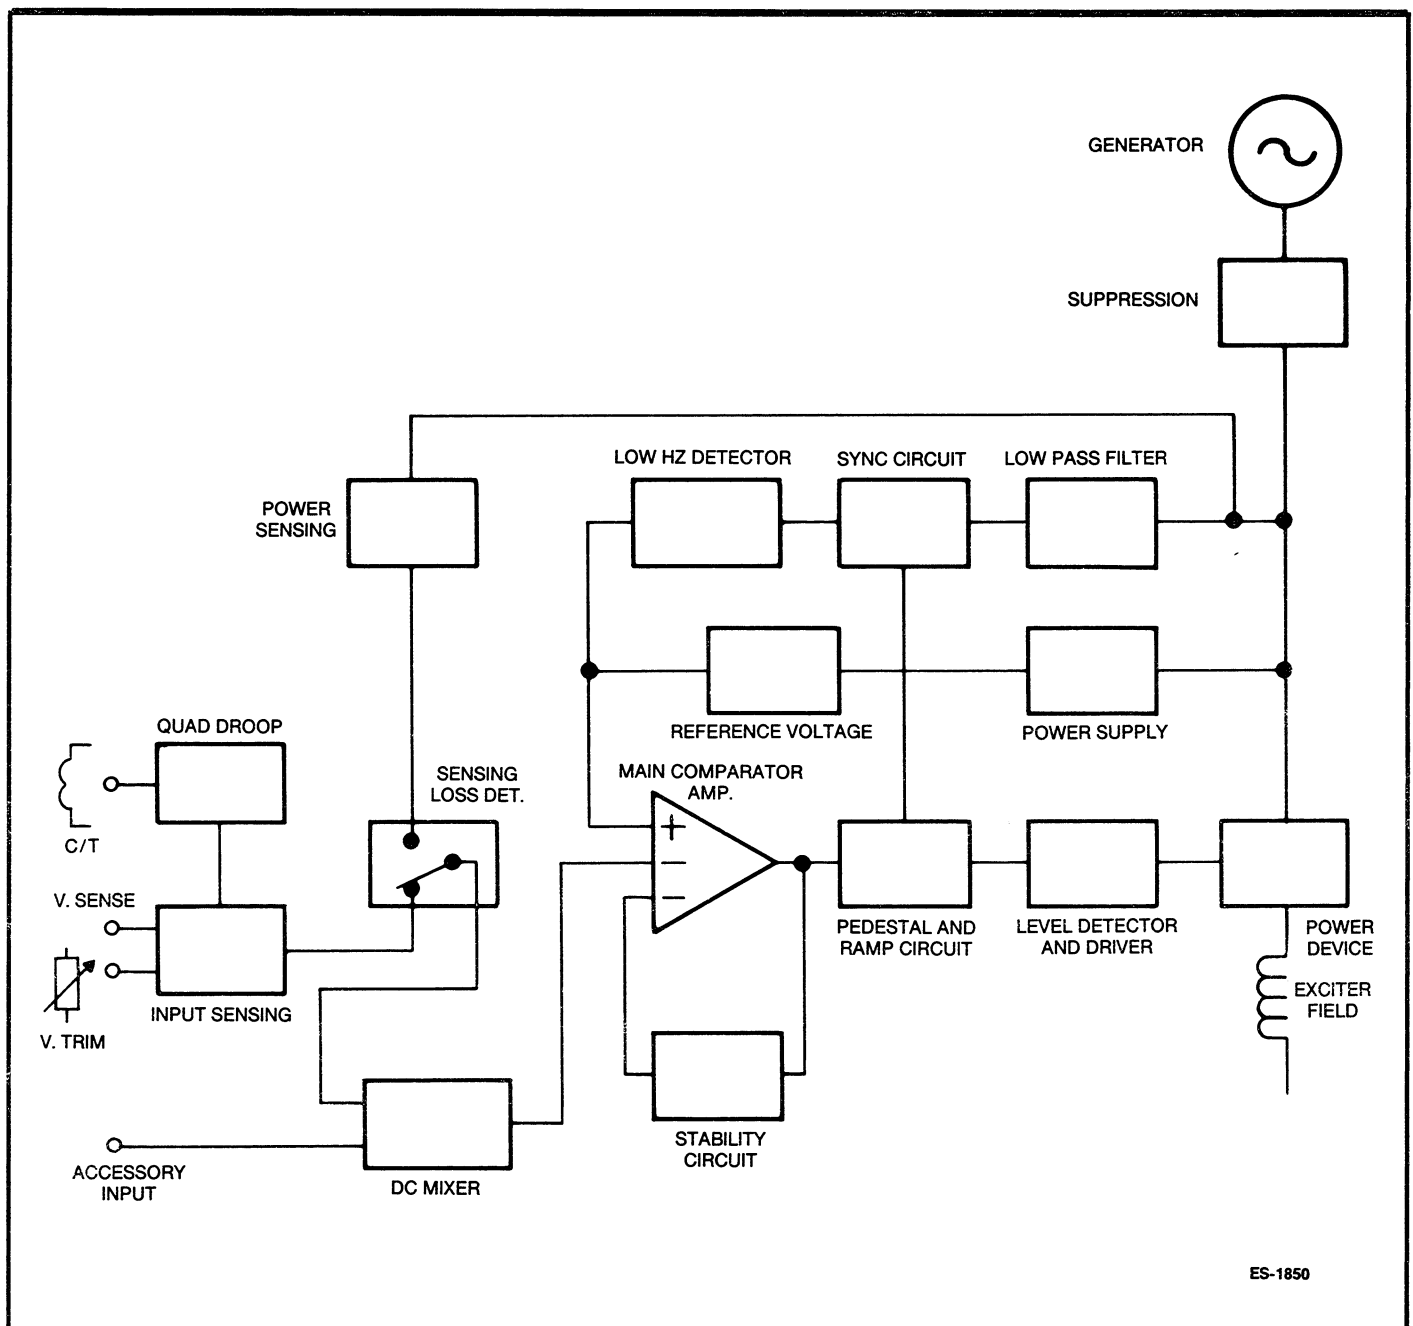 GENERATOR
SUPPRESSION
LOW HZ DETECTOR
SYNC CIRCUIT
LOW PASS FILTER
POWER
SENSING
REFERENCE VOLTAGE
POWER SUPPLY
QUAD DROOP
SENSING
LOSS DET.
MAIN COMPARATOR
AMP.
C/T
V. SENSE
PEDESTAL AND
RAMP CIRCUIT
LEVEL DETECTOR
AND DRIVER
POWER
DEVICE
EXCITER
FIELD
INPUT SENSING
V. TRIM
STABILITY
CIRCUIT
ACCESSORY
INPUT
DC MIXER
ES-1850